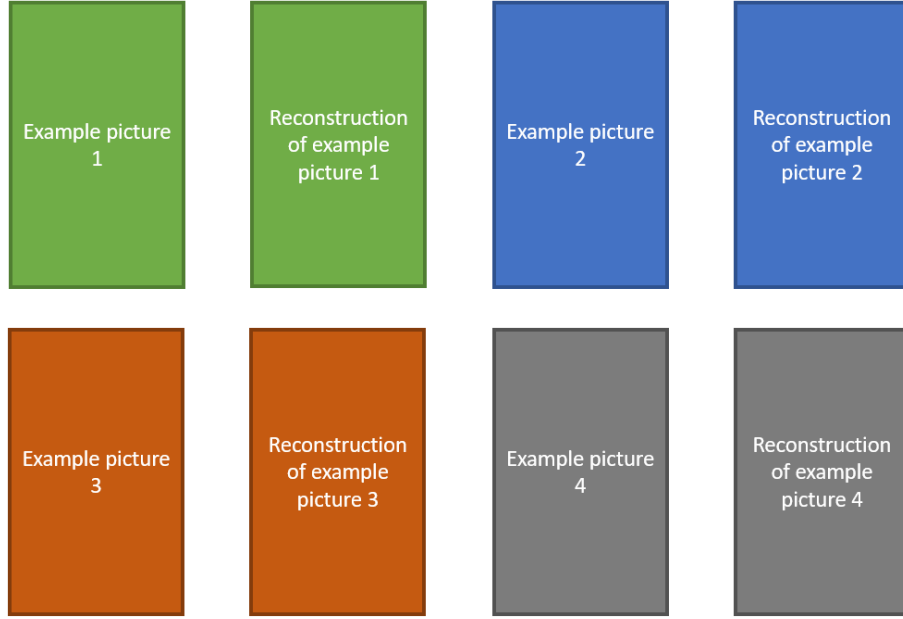 Example picture
1
Reconstruction
of example
picture 1
Example picture
2
Reconstruction
of example
picture 2
Example picture
3
Reconstruction
of example
picture 3
Example picture
4
Reconstruction
of example
picture 4